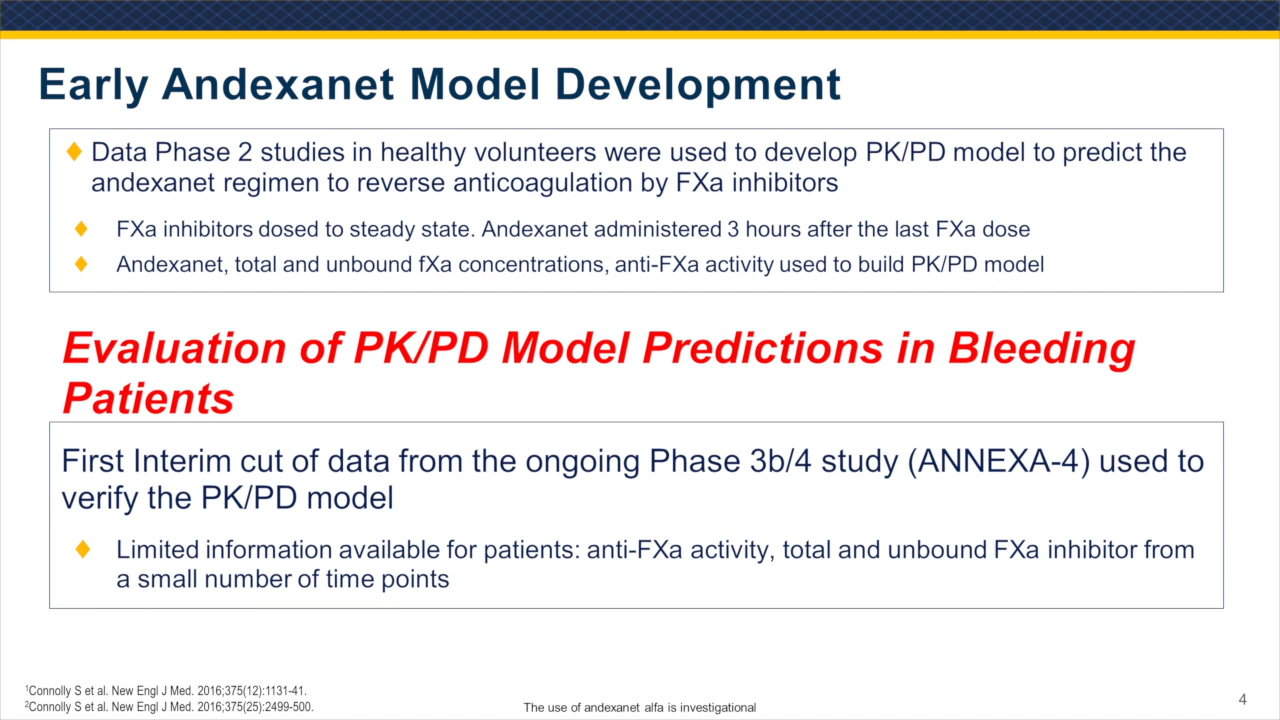 Early Andexanet Model Development
♦ Data Phase 2 studies in healthy volunteers were used to develop PK/PD model to predict the
andexanet regimen to reverse anticoagulation by FXa inhibitors
♦ FXa inhibitors dosed to steady state. Andexanet administered 3 hours after the last FXa dose
♦ Andexanet, total and unbound fXa concentrations, anti-FXa activity used to build PK/PD model
Evaluation of PK/PD Model Predictions in Bleeding
Patients
First Interim cut of data from the ongoing Phase 3b/4 study (ANNEXA-4) used to
verify the PK/PD model
♦ Limited information available for patients: anti-FXa activity, total and unbound FXa inhibitor from
a small number of time points
¹Connolly S et al. New Engl J Med. 2016;375(12):1131-41.
²Connolly S et al. New Engl J Med. 2016;375(25):2499-500.
The use of andexanet alfa is investigational
4